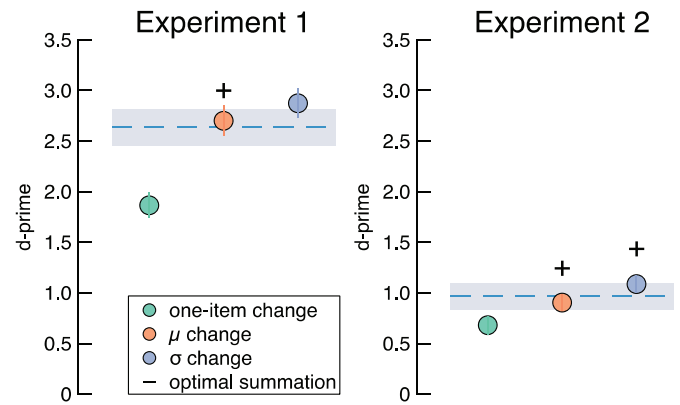 Experiment 1
Experiment 2
d-prime
3.5
3.0
2.5
2.0
1.5
1.0
0.5
0
one-item change
μ change
σ change
optimal summation
d-prime
3.5
3.0
2.5
2.0
1.5
1.0
0.5
0